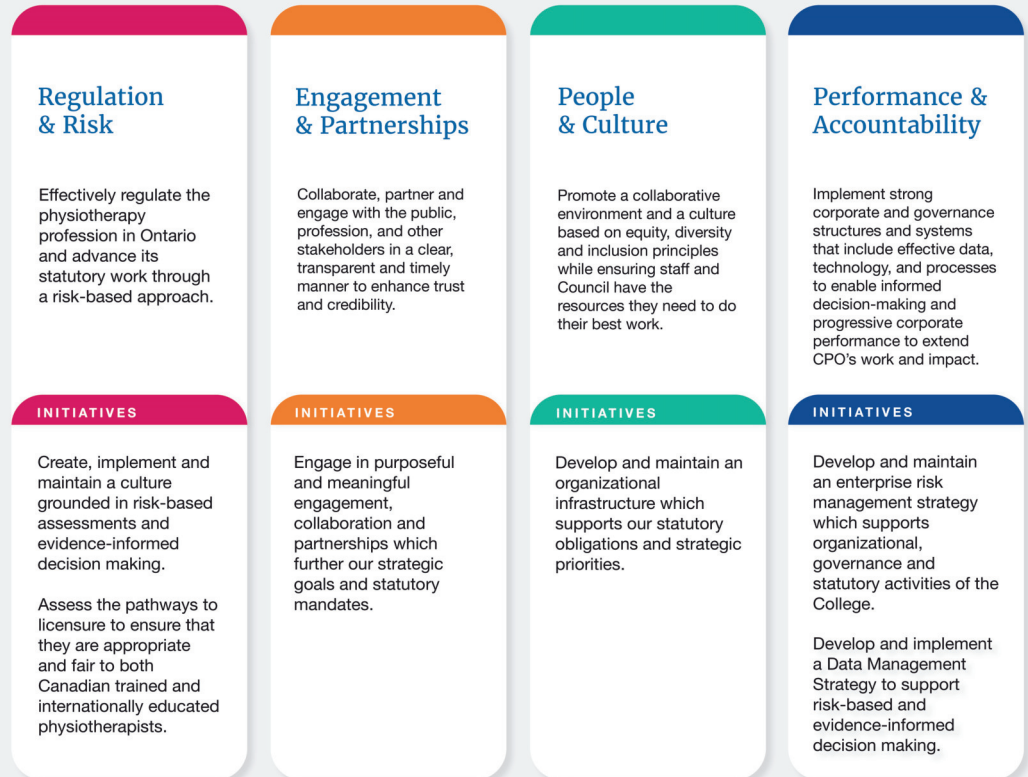 Regulation
& Risk
Effectively regulate the
physiotherapy
profession in Ontario
and advance its
statutory work through
a risk-based approach.
INITIATIVES
Create, implement and
maintain a culture
grounded in risk-based
assessments and
evidence-informed
decision making.
Assess the pathways to
licensure to ensure that
they are appropriate
and fair to both
Canadian trained and
internationally educated
physiotherapists.
Engagement
& Partnerships
Collaborate, partner and
engage with the public,
profession, and other
stakeholders in a clear,
transparent and timely
manner to enhance trust
and credibility.
INITIATIVES
Engage in purposeful
and meaningful
engagement,
collaboration and
partnerships which
further our strategic
goals and statutory
mandates.
People
& Culture
Promote a collaborative
environment and a culture
based on equity, diversity
and inclusion principles
while ensuring staff and
Council have the
resources they need to do
their best work.
INITIATIVES
Develop and maintain an
organizational
infrastructure which
supports our statutory
obligations and strategic
priorities.
Performance &
Accountability
Implement strong
corporate and governance
structures and systems
that include effective data,
technology, and processes
to enable informed
decision-making and
progressive corporate
performance to extend
CPO’s work and impact.
INITIATIVES
Develop and maintain
an enterprise risk
management strategy
which supports
organizational,
governance and
statutory activities of the
College.
Develop and implement
a Data Management
Strategy to support
risk-based and
evidence-informed
decision making.